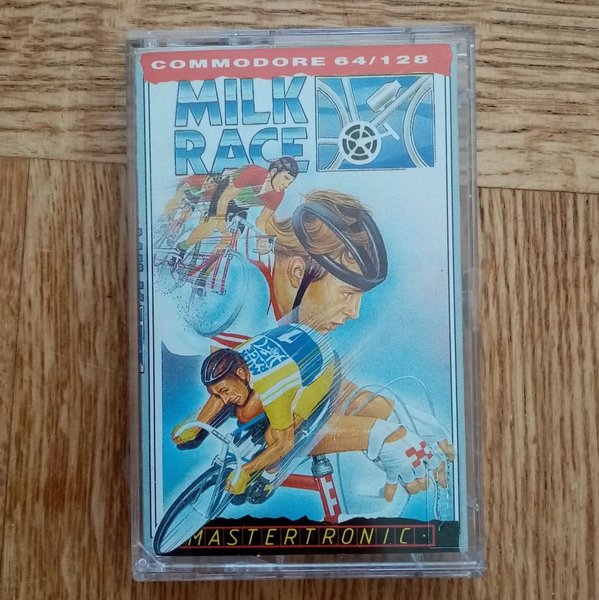 COMMODORE 64/128
MILK
RACE
MASTERTRONIC